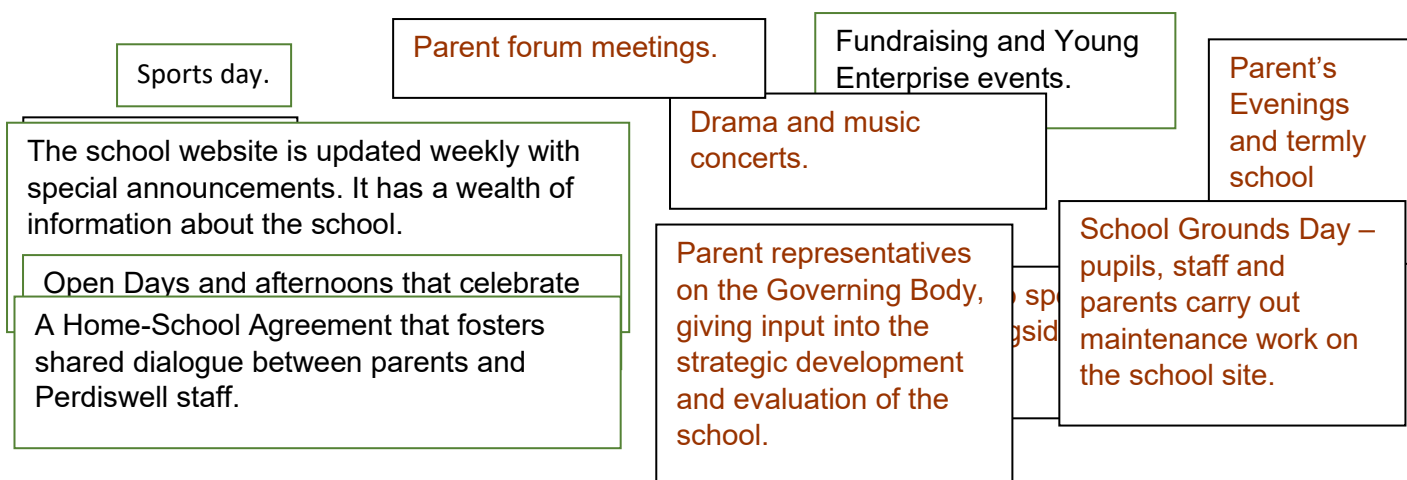 Sports day.
Parent forum meetings.
Fundraising and Young
Enterprise events.
Parent’s
Evenings
and termly
school
Drama and music
concerts.
The school website is updated weekly with
special announcements. It has a wealth of
information about the school.
Open Days and afternoons that celebrate
A Home-School Agreement that fosters
shared dialogue between parents and
Perdiswell staff.
Parent representatives
on the Governing Body,
giving input into the
strategic development
and evaluation of the
school.
School Grounds Day –
pupils, staff and
parents carry out
maintenance work on
the school site.